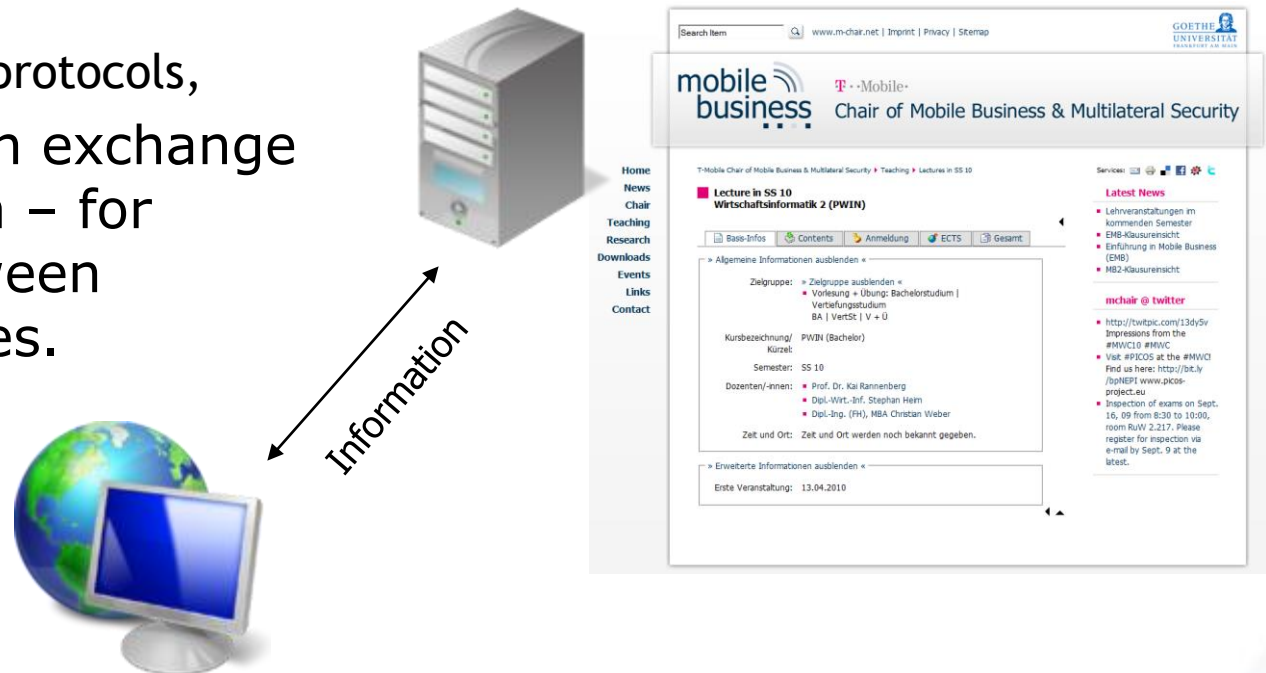 protocols,
n exchange
– for
ween
es.
Information
Search Item
www.m-chair.net | Imprint | Privacy | Sitemap
GOETHE
UNIVERSITÄT
FRANKFURT AM MAIN
mobile
business
T··Mobile·
Chair of Mobile Business & Multilateral Security
Home
News
Chair
Teaching
Research
Downloads
Events
Links
Contact
T-Mobile Chair of Mobile Business & Multilateral Security Teaching Lectures in SS 10
Lecture in SS 10
Wirtschaftsinformatik 2 (PWIN)
Basis-Infos Contents Anmeldung ECTS Gesamt
» Allgemeine Informationen ausblenden «
Zielgruppe: » Zielgruppe ausblenden «
Vorlesung + Übung: Bachelorstudium |
Vertiefungsstudium
BA | VertSt | V + Ü
Kursbezeichnung/ PWIN (Bachelor)
Kürzel:
Semester: SS 10
Dozenten/-innen: Prof. Dr. Kai Rannenberg
Dipl.-Wirt.-Inf. Stephan Heim
Dipl.-Ing. (FH), MBA Christian Weber
Zeit und Ort: Zeit und Ort werden noch bekannt gegeben.
» Erweiterte Informationen ausblenden «
Erste Veranstaltung: 13.04.2010
Services:
Latest News
Lehrveranstaltungen im
kommenden Semester
EMB-Klausureinsicht
Einführung in Mobile Business
(EMB)
MB2-Klausureinsicht
mchair @ twitter
http://twitpic.com/13dy5v
Impressions from the
#MWC10 #MWC
Visit #PICOS at the #MWC!
Find us here: http://bit.ly
/bpNEPI www.picos-
project.eu
Inspection of exams on Sept.
16, 09 from 8:30 to 10:00,
room RuW 2.217. Please
register for inspection via
e-mail by Sept. 9 at the
latest.